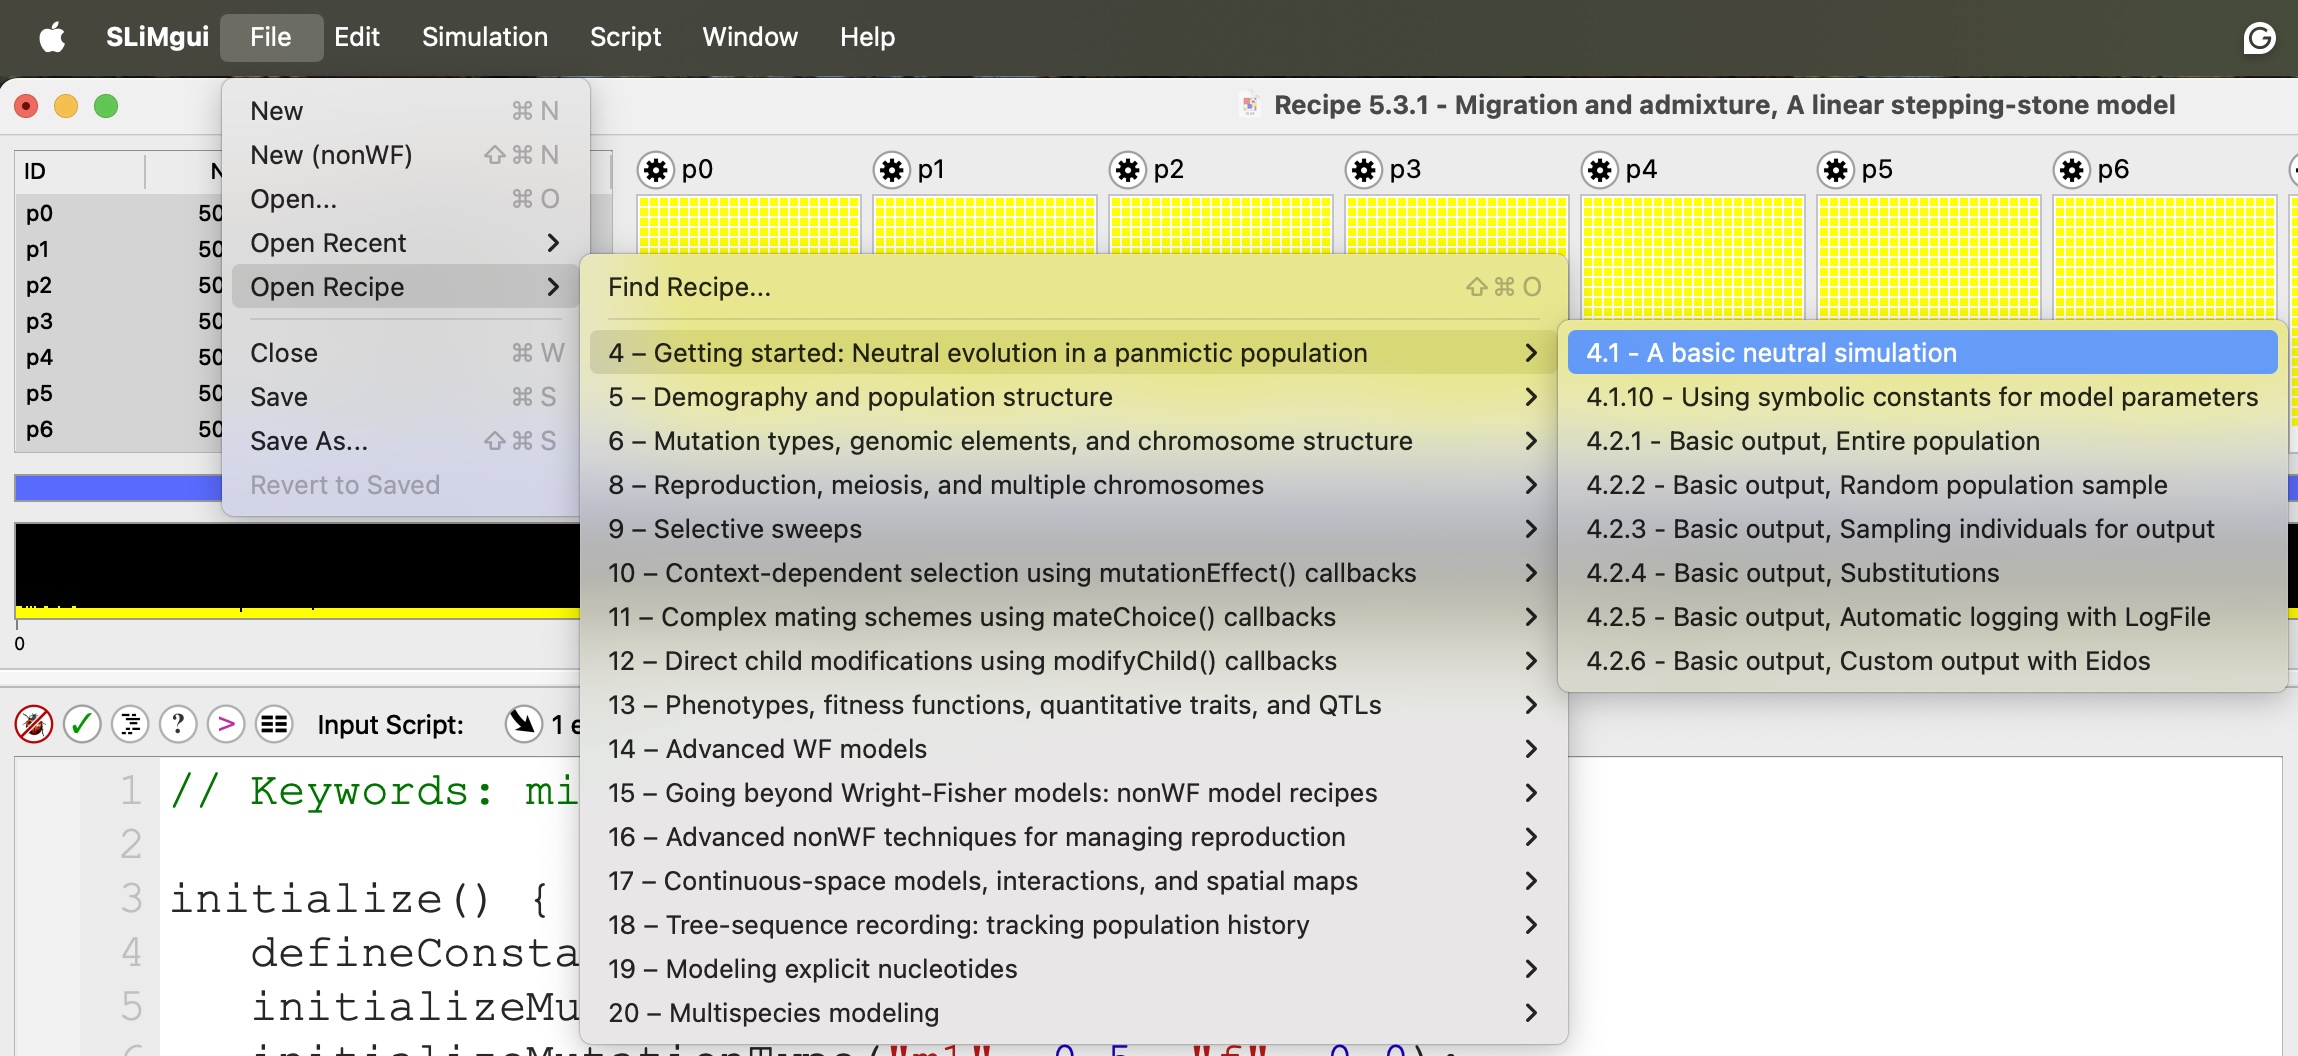 SLiMgui File Edit Simulation Script Window Help
Recipe 5.3.1 - Migration and admixture, A linear stepping-stone model
New ⌘ N
New (nonWF) ⇧ ⌘ N
Open... ⌘ O
Open Recent
Open Recipe
Close ⌘ W
Save ⌘ S
Save As... ⇧ ⌘ S
Revert to Saved
ID
p0 50
p1 50
p2 50
p3 50
p4 50
p5 50
p6 50
p0 p1 p2 p3 p4 p5 p6
Find Recipe... ⇧ ⌘ O
4 – Getting started: Neutral evolution in a panmictic population
5 – Demography and population structure
6 – Mutation types, genomic elements, and chromosome structure
8 – Reproduction, meiosis, and multiple chromosomes
9 – Selective sweeps
10 – Context-dependent selection using mutationEffect() callbacks
11 – Complex mating schemes using mateChoice() callbacks
12 – Direct child modifications using modifyChild() callbacks
13 – Phenotypes, fitness functions, quantitative traits, and QTLs
14 – Advanced WF models
15 – Going beyond Wright-Fisher models: nonWF model recipes
16 – Advanced nonWF techniques for managing reproduction
17 – Continuous-space models, interactions, and spatial maps
18 – Tree-sequence recording: tracking population history
19 – Modeling explicit nucleotides
20 – Multispecies modeling
4.1 - A basic neutral simulation
4.1.10 - Using symbolic constants for model parameters
4.2.1 - Basic output, Entire population
4.2.2 - Basic output, Random population sample
4.2.3 - Basic output, Sampling individuals for output
4.2.4 - Basic output, Substitutions
4.2.5 - Basic output, Automatic logging with LogFile
4.2.6 - Basic output, Custom output with Eidos
0
Input Script: 1
1 // Keywords: mi
2
3 initialize() {
4 defineConsta
5 initializeMu